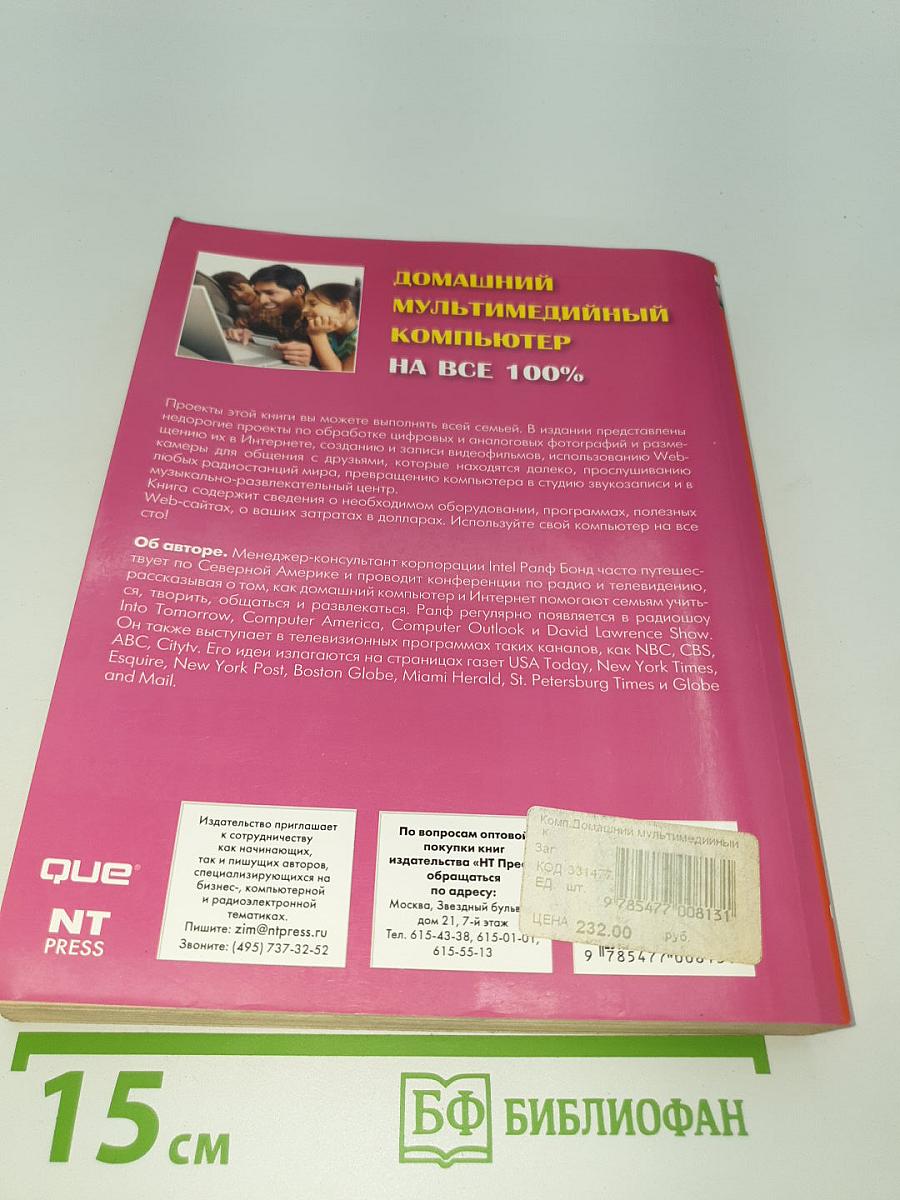 ДОМАШНИЙ
МУЛЬТИМЕДИЙНЫЙ
КОМПЬЮТЕР
НА ВСЕ 100%
Проекты этой книги вы можете выполнять всей семьей. В издании представлены
недорогие проекты по обработке цифровых и аналоговых фотографий и разме-
щению их в Интернете, созданию и записи видеофильмов, использованию Web-
камеры для общения с друзьями, которые находятся далеко, прослушиванию
любых радиостанций мира, превращению компьютера в студию звукозаписи и в
музыкально-развлекательный центр.
Книга содержит сведения о необходимом оборудовании, программах, полезных
Web-сайтах, о ваших затратах в долларах. Используйте свой компьютер на все
сто!
Об авторе. Менеджер-консультант корпорации Intel Ралф Бонд часто путешес-
твует по Северной Америке и проводит конференции по радио и телевидению,
рассказывая о том, как домашний компьютер и Интернет помогают семьям учить-
ся, творить, общаться и развлекаться. Ралф регулярно появляется в радиошоу
Into Tomorrow, Computer America, Computer Outlook и David Lawrence Show.
Он также выступает в телевизионных программах таких каналов, как NBC, CBS,
ABC, Citytv. Его идеи излагаются на страницах газет USA Today, New York Times,
Esquire, New York Post, Boston Globe, Miami Herald, St. Petersburg Times и Globe
and Mail.
QUE®
NT
PRESS
Издательство приглашает
к сотрудничеству
как начинающих,
так и пишущих авторов,
специализирующихся на
бизнес-, компьютерной
и радиоэлектронной
тематиках.
Пишите: zim@ntpress.ru
Звоните: (495) 737-32-52
По вопросам оптовой
покупки книг
издательства «НТ Прес
обращаться
по адресу:
Москва, Звездный бульв
дом 21, 7-й этаж
Тел. 615-43-38, 615-01-01,
615-55-13
Комп.Домашний мультимедийный
к
Заг
КОД 331477
ЕД. шт.
9 785477 008131
ЦЕНА 232.00 руб.
9 785477 00813
15 см
БФ БИБЛИОФАН